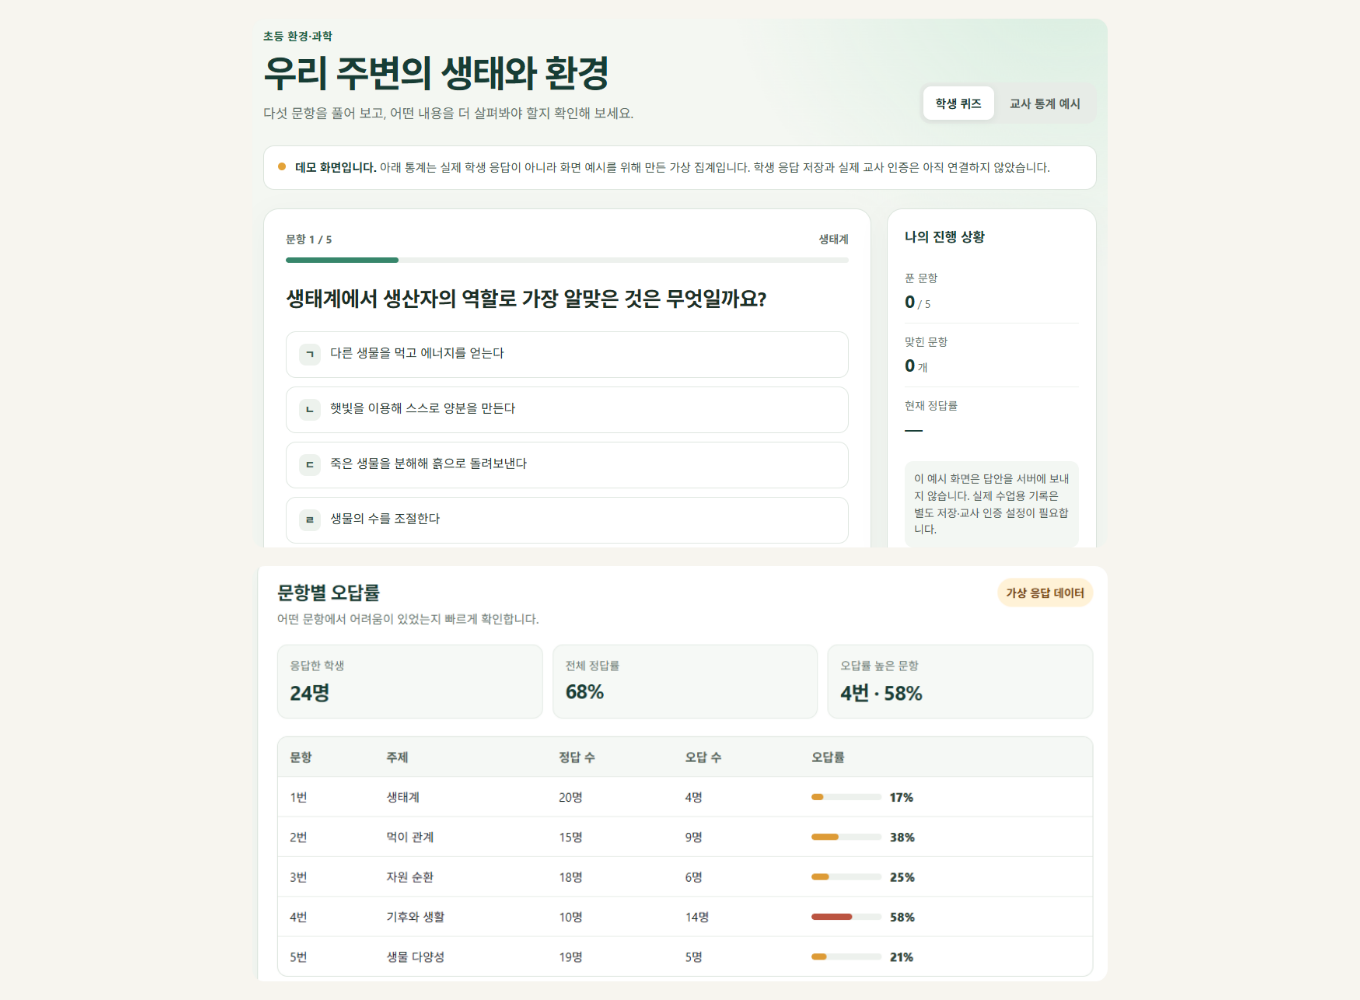 초등 환경·과학
우리 주변의 생태와 환경
다섯 문항을 풀어 보고, 어떤 내용을 더 살펴봐야 할지 확인해 보세요.
학생 퀴즈
교사 통계 예시
데모 화면입니다. 아래 통계는 실제 학생 응답이 아니라 화면 예시를 위해 만든 가상 집계입니다. 학생 응답 저장과 실제 교사 인증은 아직 연결하지 않았습니다.
문항 1 / 5
생태계
생태계에서 생산자의 역할로 가장 알맞은 것은 무엇일까요?
ㄱ 다른 생물을 먹고 에너지를 얻는다
ㄴ 햇빛을 이용해 스스로 양분을 만든다
ㄷ 죽은 생물을 분해해 흙으로 돌려보낸다
ㄹ 생물의 수를 조절한다
나의 진행 상황
푼 문항
0 / 5
맞힌 문항
0 개
현재 정답률
—
이 예시 화면은 답안을 서버에 보내
지 않습니다. 실제 수업용 기록은
별도 저장·교사 인증 설정이 필요합
니다.
문항별 오답률
어떤 문항에서 어려움이 있었는지 빠르게 확인합니다.
가상 응답 데이터
응답한 학생
24명
전체 정답률
68%
오답률 높은 문항
4번 · 58%
문항 주제 정답 수 오답 수 오답률
1번 생태계 20명 4명 17%
2번 먹이 관계 15명 9명 38%
3번 자원 순환 18명 6명 25%
4번 기후와 생활 10명 14명 58%
5번 생물 다양성 19명 5명 21%